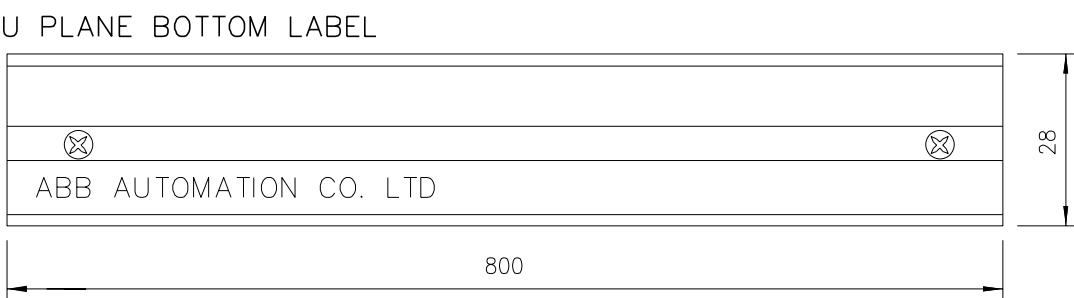 U PLANE BOTTOM LABEL
ABB AUTOMATION CO. LTD
28
800